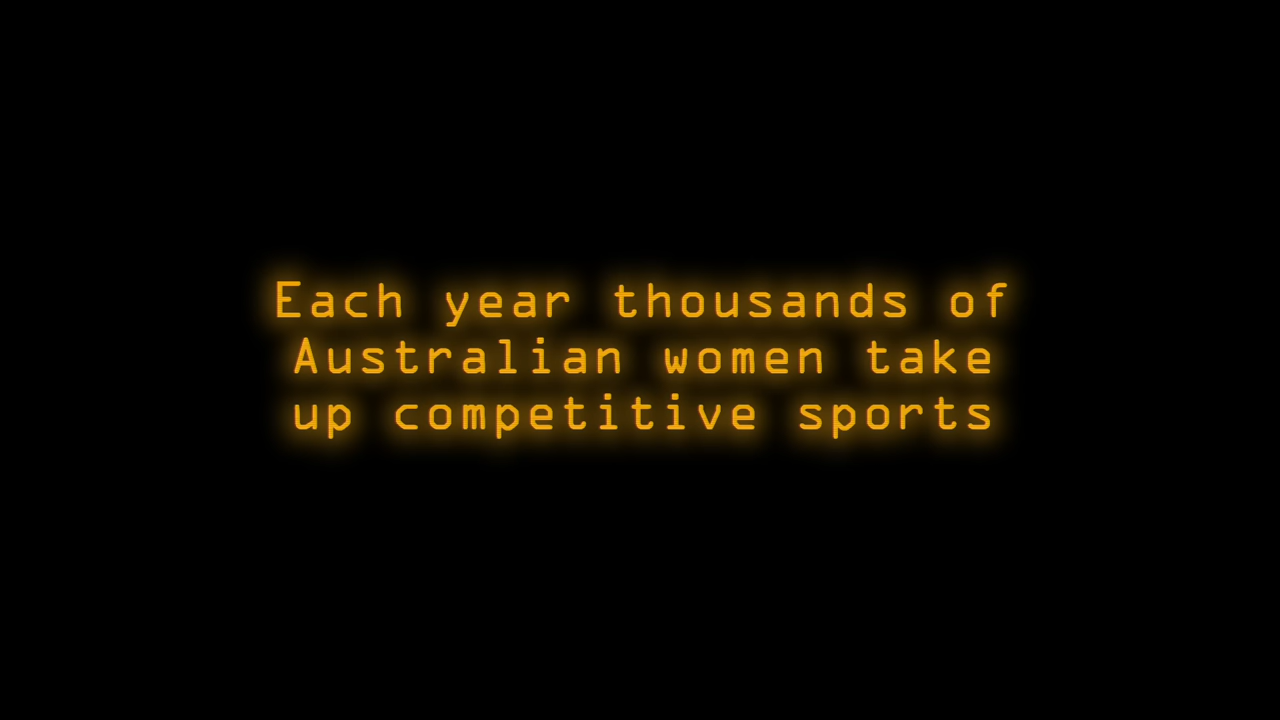 Each year thousands of
Australian women take
up competitive sports